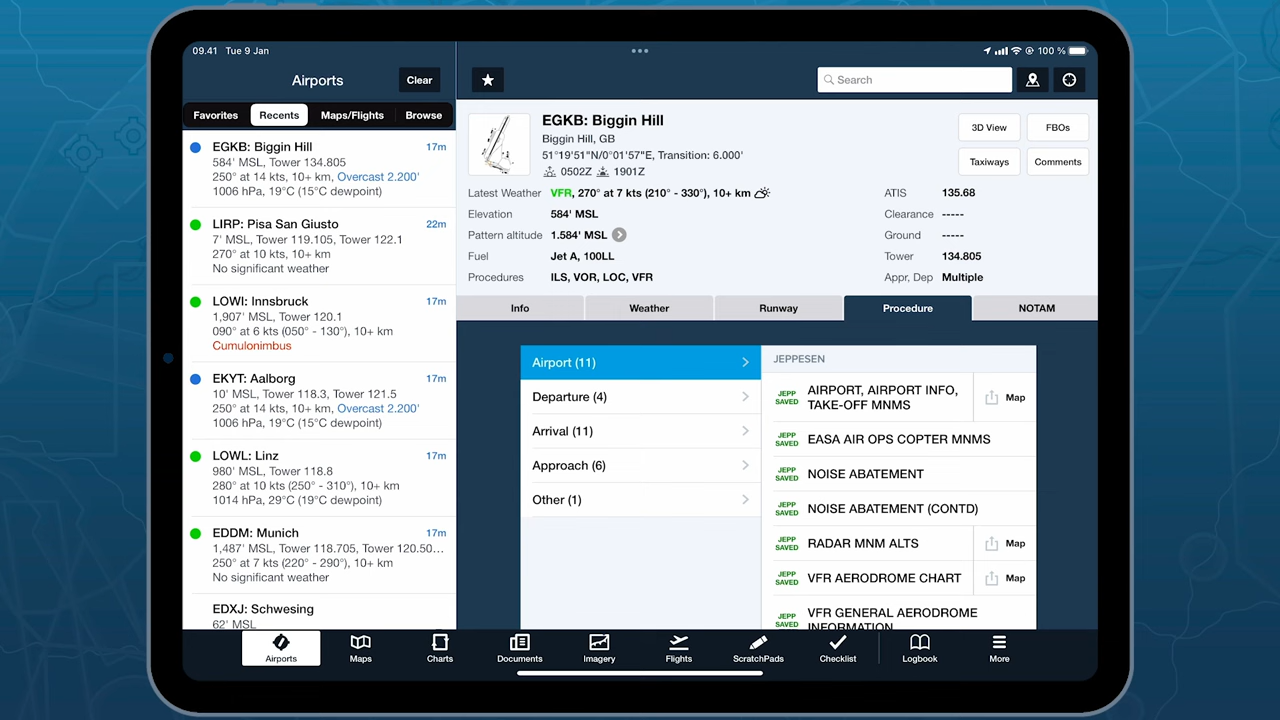 09.41 Tue 9 Jan
100 %
Airports
Clear
Favorites
Recents
Maps/Flights
Browse
EGKB: Biggin Hill
17m
584' MSL, Tower 134.805
250° at 14 kts, 10+ km, Overcast 2.200'
1006 hPa, 19°C (15°C dewpoint)
LIRP: Pisa San Giusto
22m
7' MSL, Tower 119.105, Tower 122.1
270° at 10 kts, 10+ km
No significant weather
LOWI: Innsbruck
17m
1,907' MSL, Tower 120.1
090° at 6 kts (050° - 130°), 10+ km
Cumulonimbus
EKYT: Aalborg
17m
10' MSL, Tower 118.3, Tower 121.5
250° at 14 kts, 10+ km, Overcast 2.200'
1006 hPa, 19°C (15°C dewpoint)
LOWL: Linz
17m
980' MSL, Tower 118.8
280° at 10 kts (250° - 310°), 10+ km
1014 hPa, 29°C (19°C dewpoint)
EDDM: Munich
17m
1,487' MSL, Tower 118.705, Tower 120.50...
250° at 7 kts (220° - 290°), 10+ km
No significant weather
EDXJ: Schwesing
62' MSL
Search
EGKB: Biggin Hill
Biggin Hill, GB
51°19'51"N/0°01'57"E, Transition: 6.000'
0502Z 1901Z
3D View
FBOs
Taxiways
Comments
Latest Weather VFR, 270° at 7 kts (210° - 330°), 10+ km
Elevation 584' MSL
Pattern altitude 1.584' MSL
Fuel Jet A, 100LL
Procedures ILS, VOR, LOC, VFR
ATIS 135.68
Clearance -----
Ground -----
Tower 134.805
Appr, Dep Multiple
Info
Weather
Runway
Procedure
NOTAM
Airport (11)
Departure (4)
Arrival (11)
Approach (6)
Other (1)
JEPPESEN
JEPP SAVED
AIRPORT, AIRPORT INFO,
TAKE-OFF MNMS
Map
JEPP SAVED
EASA AIR OPS COPTER MNMS
JEPP SAVED
NOISE ABATEMENT
JEPP SAVED
NOISE ABATEMENT (CONTD)
JEPP SAVED
RADAR MNM ALTS
Map
JEPP SAVED
VFR AERODROME CHART
Map
JEPP SAVED
VFR GENERAL AERODROME
INFORMATION
Airports
Maps
Charts
Documents
Imagery
Flights
ScratchPads
Checklist
Logbook
More